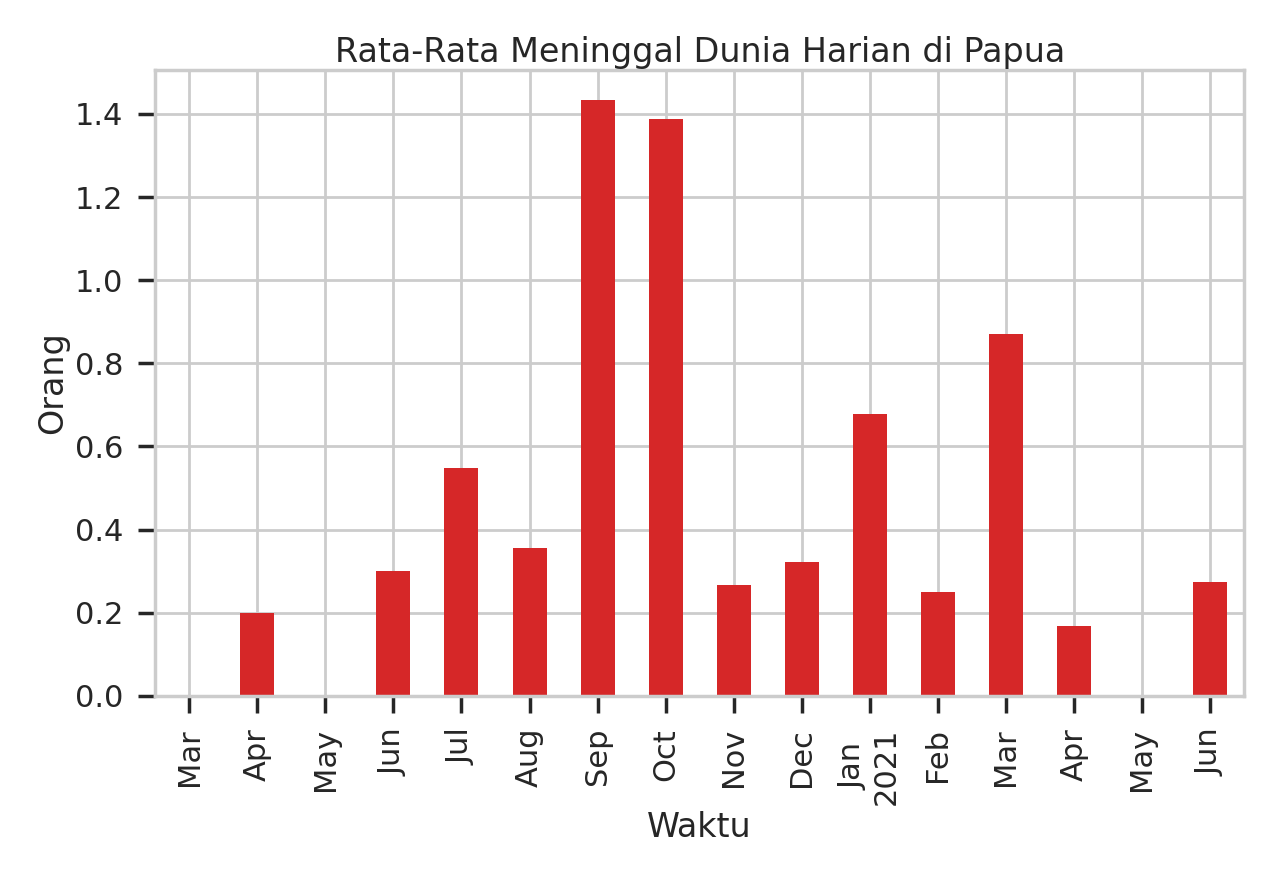 Rata-Rata Meninggal Dunia Harian di Papua
1.4
1.2
1.0
0.8
0.6
0.4
0.2
0.0
Orang
Mar
Apr
May
Jun
Jul
Aug
Sep
Oct
Nov
Dec
Jan
2021
Feb
Mar
Apr
May
Jun
Waktu